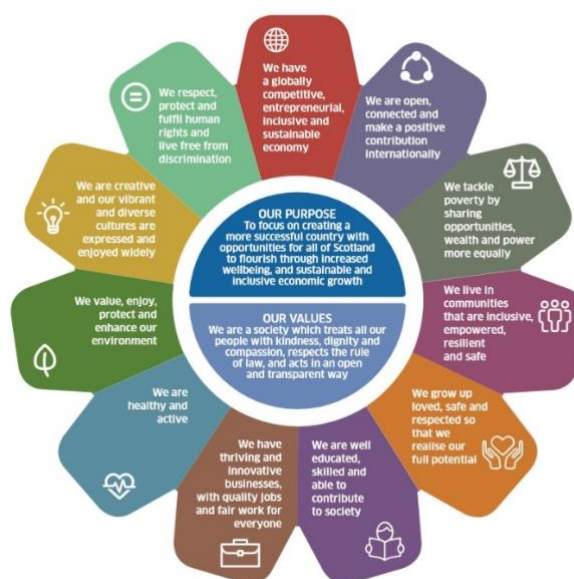 We have
a globally
competitive,
entrepreneurial,
inclusive and
sustainable
economy
We are open,
connected and
make a positive
contribution
internationally
We tackle
poverty by
sharing
opportunities,
wealth and power
more equally
We live in
communities
that are inclusive,
empowered,
resilient
and safe
We grow up
loved, safe and
respected so
that we
realise our
full potential
We are well
educated,
skilled and
able to
contribute
to society
We have
thriving and
innovative
businesses,
with quality jobs
and fair work for
everyone
We are
healthy and
active
We value, enjoy,
protect and
enhance our
environment
We are creative
and our vibrant
and diverse
cultures are
expressed and
enjoyed widely
We respect,
protect and
fulfil human
rights and
live free from
discrimination
OUR PURPOSE
To focus on creating a
more successful country with
opportunities for all of Scotland
to flourish through increased
wellbeing, and sustainable and
inclusive economic growth
OUR VALUES
We are a society which treats all our
people with kindness, dignity and
compassion, respects the rule
of law, and acts in an open
and transparent way